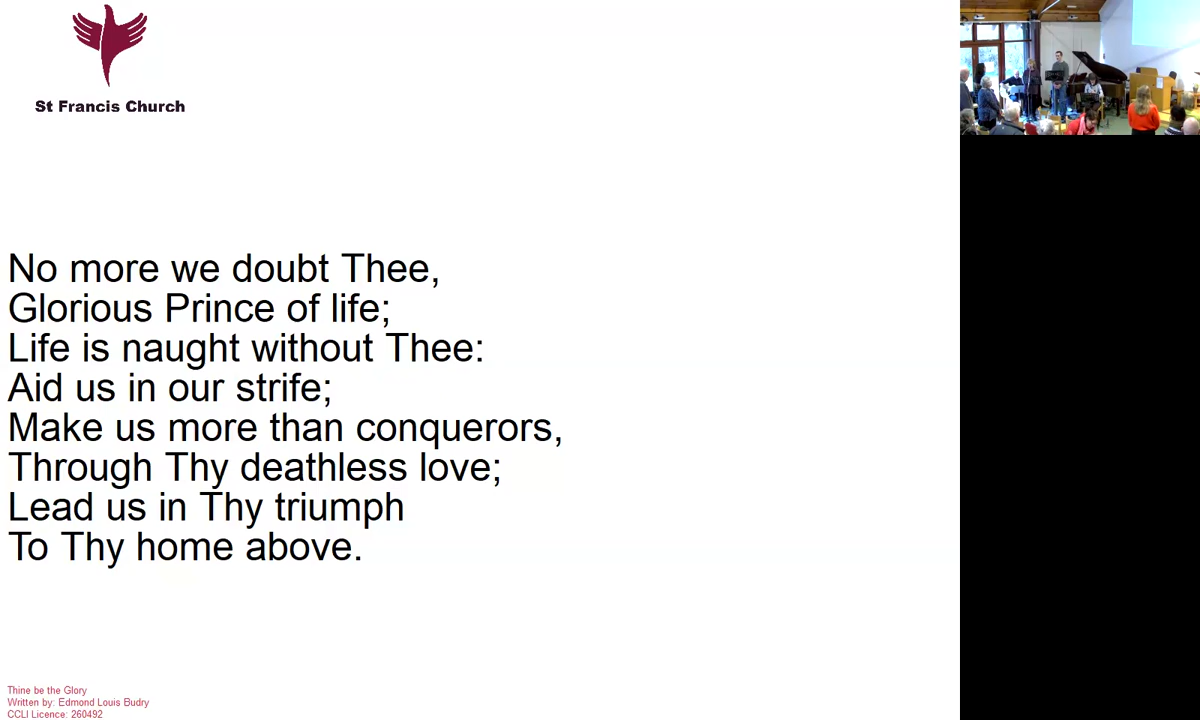 St Francis Church
No more we doubt Thee,
Glorious Prince of life;
Life is naught without Thee:
Aid us in our strife;
Make us more than conquerors,
Through Thy deathless love;
Lead us in Thy triumph
To Thy home above.
Thine be the Glory
Written by: Edmond Louis Budry
CCLI Licence: 260492